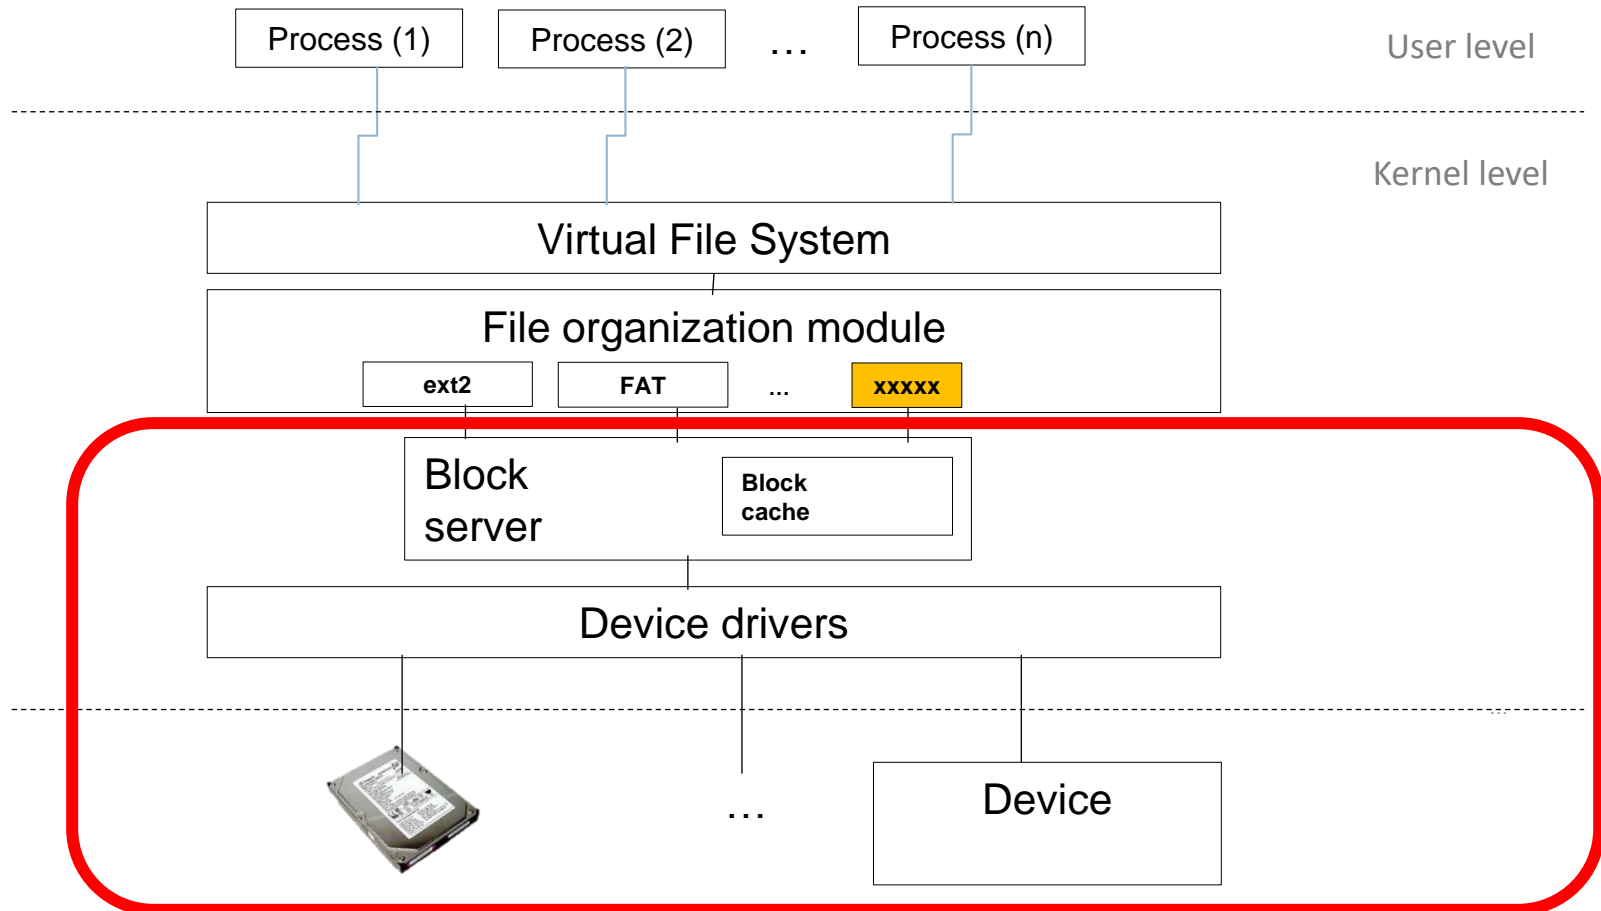 Process (1)
Process (2)
...
Process (n)
User level
Kernel level
Virtual File System
File organization module
ext2
FAT
...
xxxxx
Block
server
Block
cache
Device drivers
...
...
Device